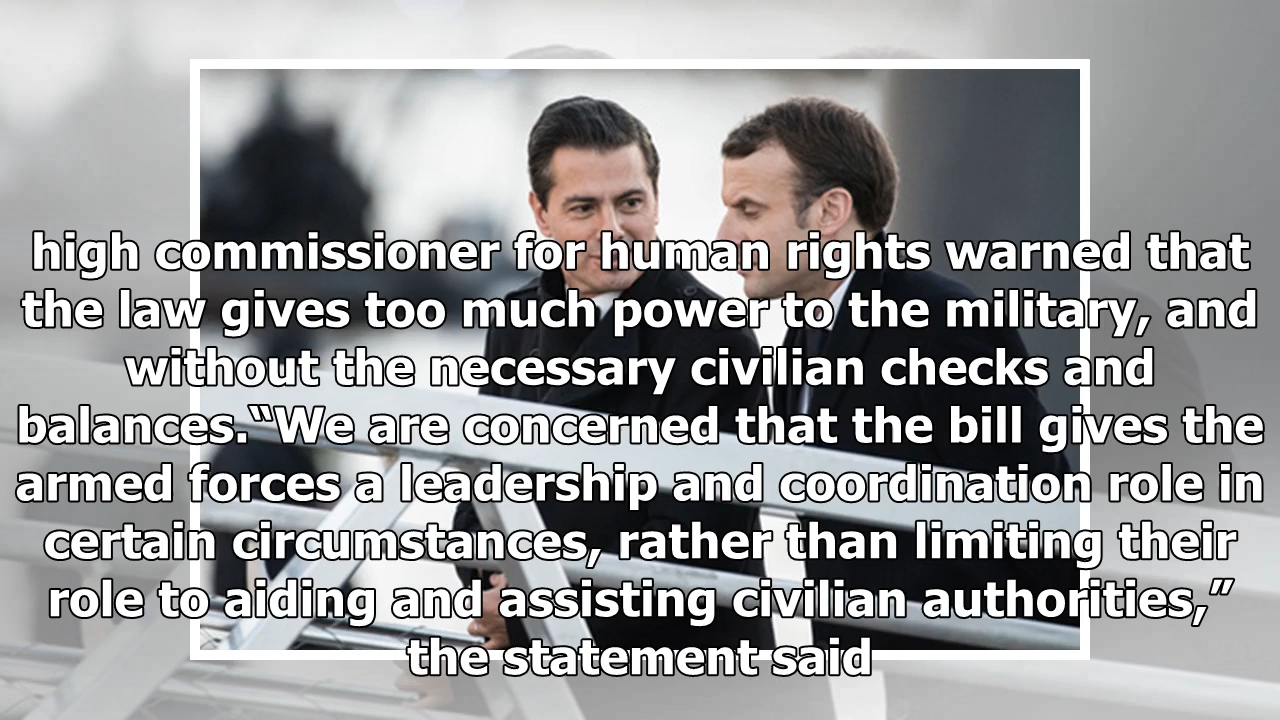 high commissioner for human rights warned that
the law gives too much power to the military, and
without the necessary civilian checks and
balances.“We are concerned that the bill gives the
armed forces a leadership and coordination role in
certain circumstances, rather than limiting their
role to aiding and assisting civilian authorities,”
the statement said